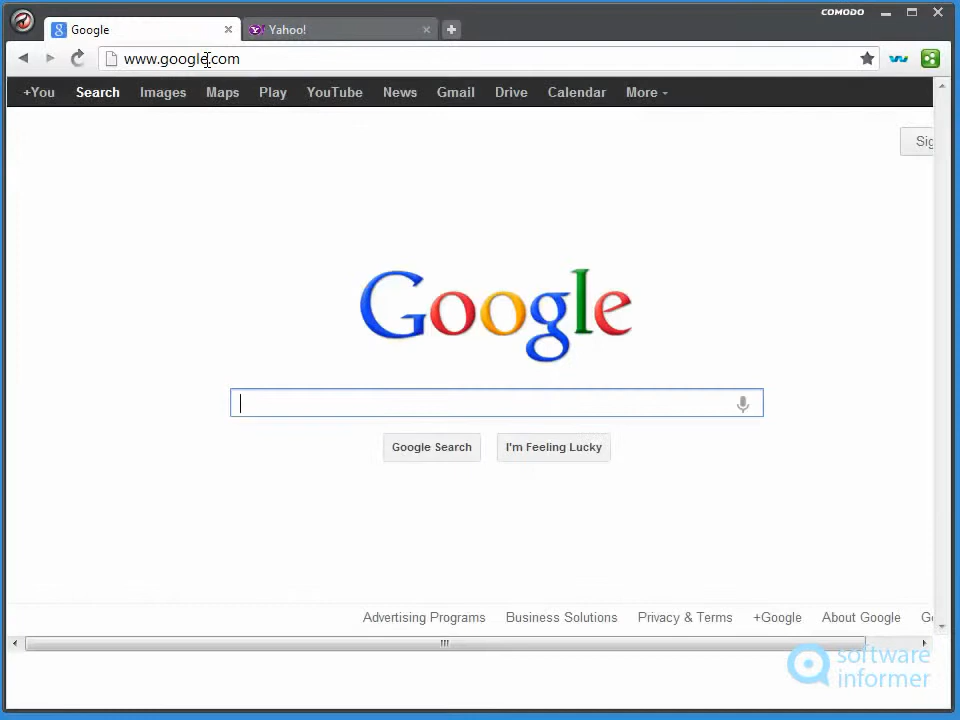 COMODO
Google
Yahoo!
www.google.com
+You Search Images Maps Play YouTube News Gmail Drive Calendar More
Google
Google Search I'm Feeling Lucky
Advertising Programs Business Solutions Privacy & Terms +Google About Google
software
informer